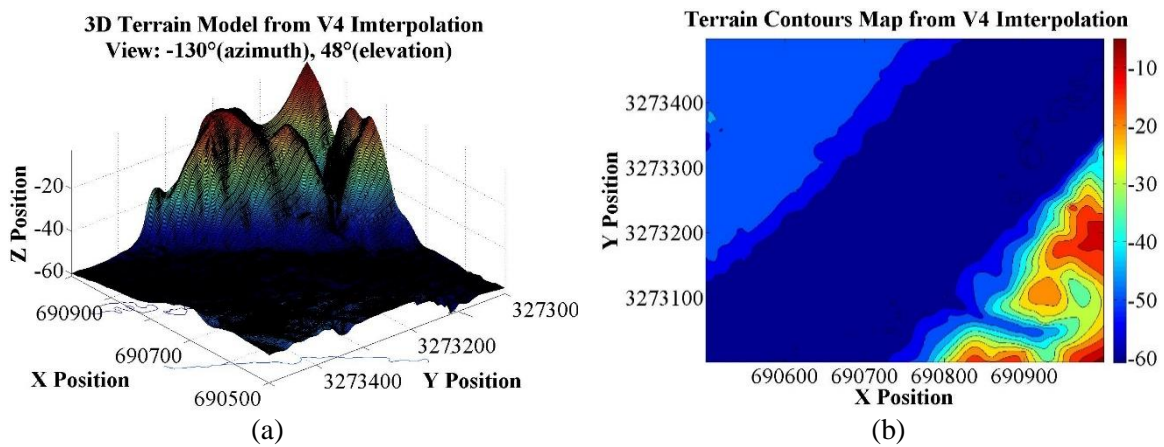 3D Terrain Model from V4 Imterpolation
View: -130°(azimuth), 48°(elevation)
Z Position
-20
-40
-60
690900
690700
690500
X Position
3273400
3273200
327300
Y Position
(a)
Terrain Contours Map from V4 Imterpolation
Y Position
3273400
3273300
3273200
3273100
690600 690700 690800 690900
X Position
-10
-20
-30
-40
-50
-60
(b)